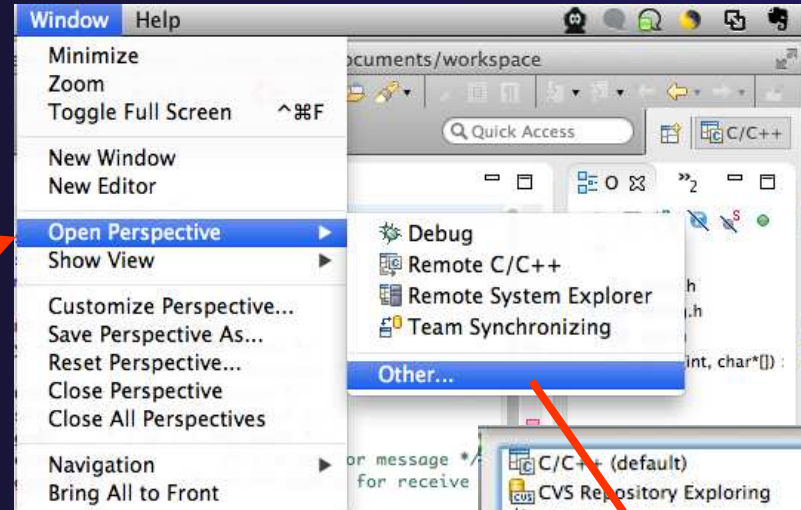 Window Help
Minimize
Zoom
Toggle Full Screen ^⌘F
New Window
New Editor
Open Perspective
Show View
Customize Perspective...
Save Perspective As...
Reset Perspective...
Close Perspective
Close All Perspectives
Navigation
Bring All to Front
ocuments/workspace
Quick Access
C/C++
O
»2
Debug
Remote C/C++
Remote System Explorer
Team Synchronizing
Other...
h
.h
int, char*[]) :
or message */
for receive
C/C++ (default)
CVS Repository Exploring